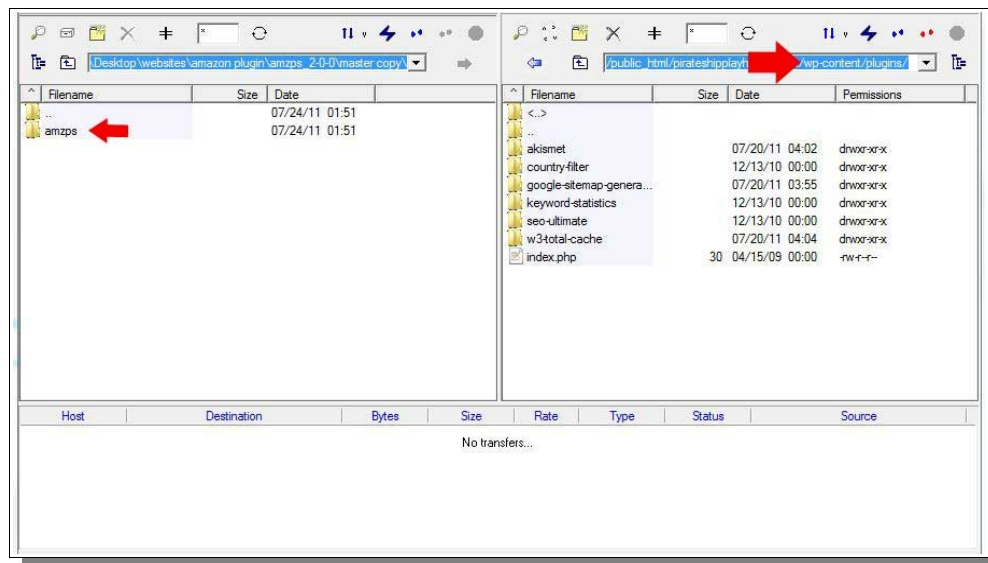 \Desktop\websites\amazon plugin\amzps_2-0-0\master copy\
Filename Size Date
.. 07/24/11 01:51
amzps 07/24/11 01:51
/public_html/pirateshipplayh /wp-content/plugins/
Filename Size Date Permissions
<..>
..
akismet 07/20/11 04:02 drwxr-xr-x
country-filter 12/13/10 00:00 drwxr-xr-x
google-sitemap-genera... 07/20/11 03:55 drwxr-xr-x
keyword-statistics 12/13/10 00:00 drwxr-xr-x
seo-ultimate 12/13/10 00:00 drwxr-xr-x
w3-total-cache 07/20/11 04:04 drwxr-xr-x
index.php 30 04/15/09 00:00 -rw-r--r--
Host Destination Bytes Size Rate Type Status Source
No transfers...